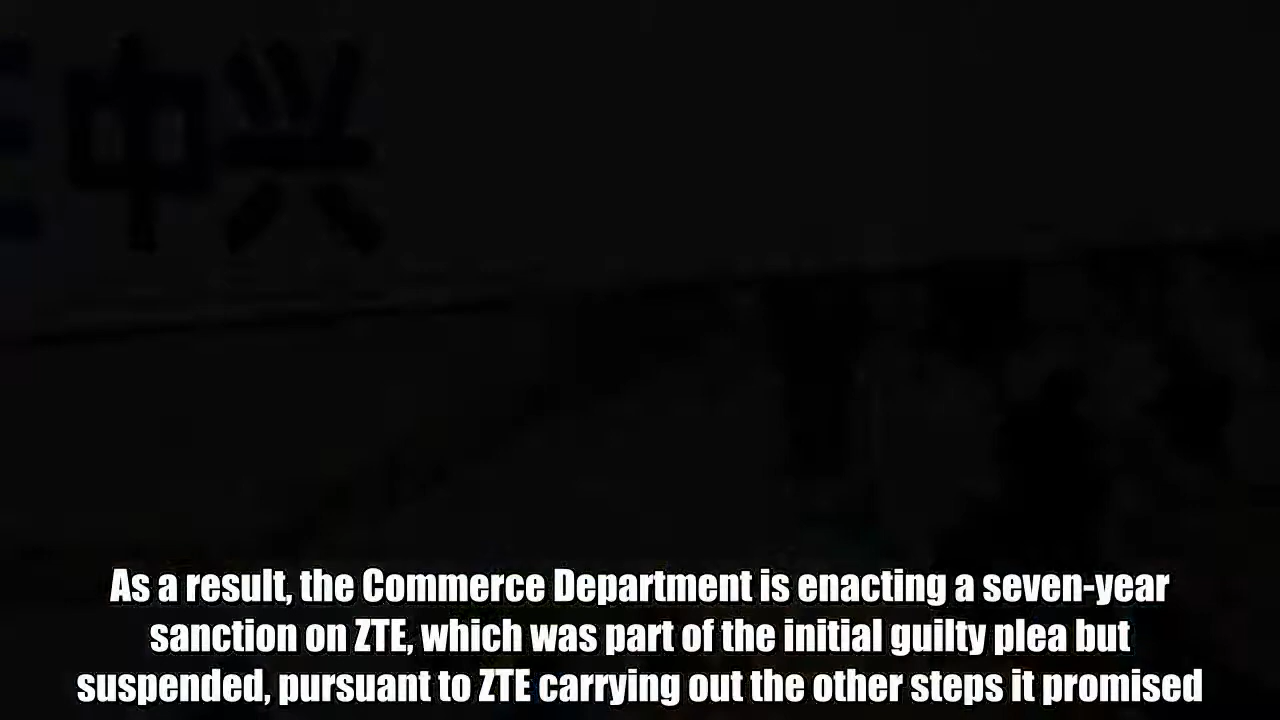 中兴
As a result, the Commerce Department is enacting a seven-year
sanction on ZTE, which was part of the initial guilty plea but
suspended, pursuant to ZTE carrying out the other steps it promised